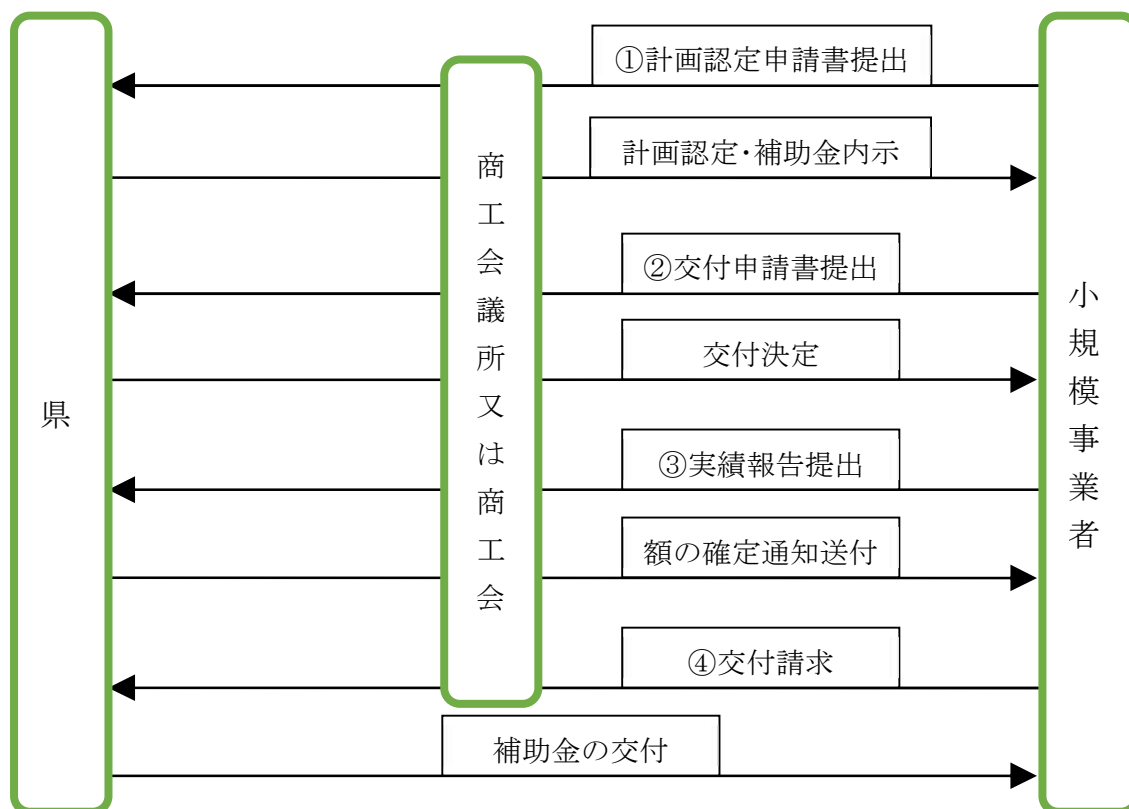 ①計画認定申請書提出
計画認定・補助金内示
②交付申請書提出
交付決定
③実績報告提出
額の確定通知送付
④交付請求
補助金の交付
県
商工会議所又は商工会
小規模事業者